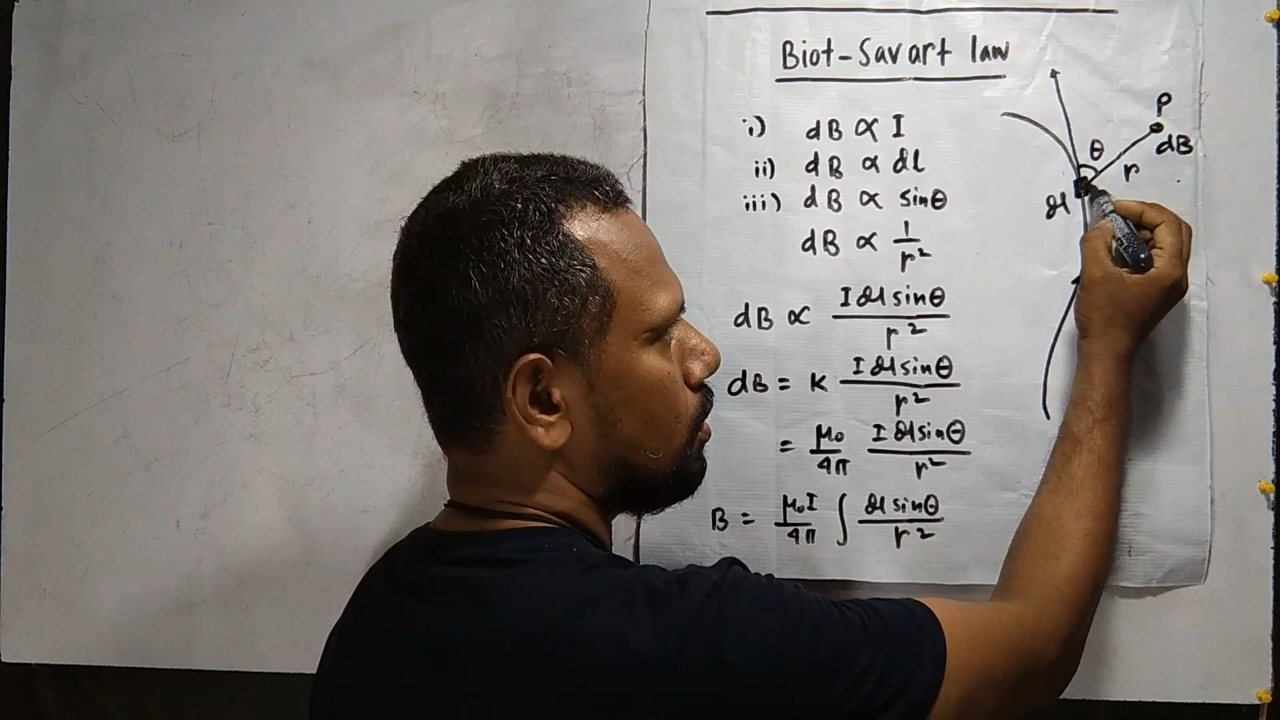 Biot-Savart law
i) dB ∝ I
ii) dB ∝ dl
iii) dB ∝ sinθ
dB ∝ 1/r²
dB ∝ I dl sinθ / r²
dB = K I dl sinθ / r²
= μ₀/4π I dl sinθ / r²
B = μ₀I/4π ∫ dl sinθ / r²
P
θ
dB
r
dl